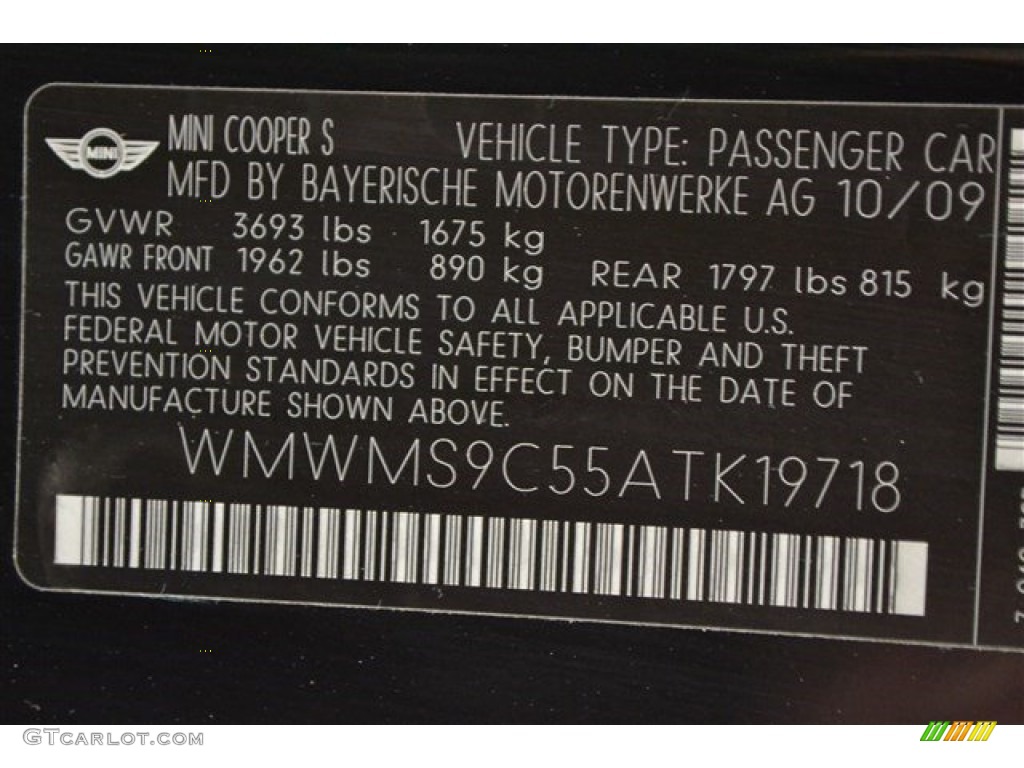 MINI COOPER S VEHICLE TYPE: PASSENGER CAR
MINI
MFD BY BAYERISCHE MOTORENWERKE AG 10/09
GVWR 3693 lbs 1675 kg
GAWR FRONT 1962 lbs 890 kg REAR 1797 lbs 815 kg
THIS VEHICLE CONFORMS TO ALL APPLICABLE U.S.
FEDERAL MOTOR VEHICLE SAFETY, BUMPER AND THEFT
PREVENTION STANDARDS IN EFFECT ON THE DATE OF
MANUFACTURE SHOWN ABOVE.
WMWMS9C55ATK19718
GTCARLOT.COM